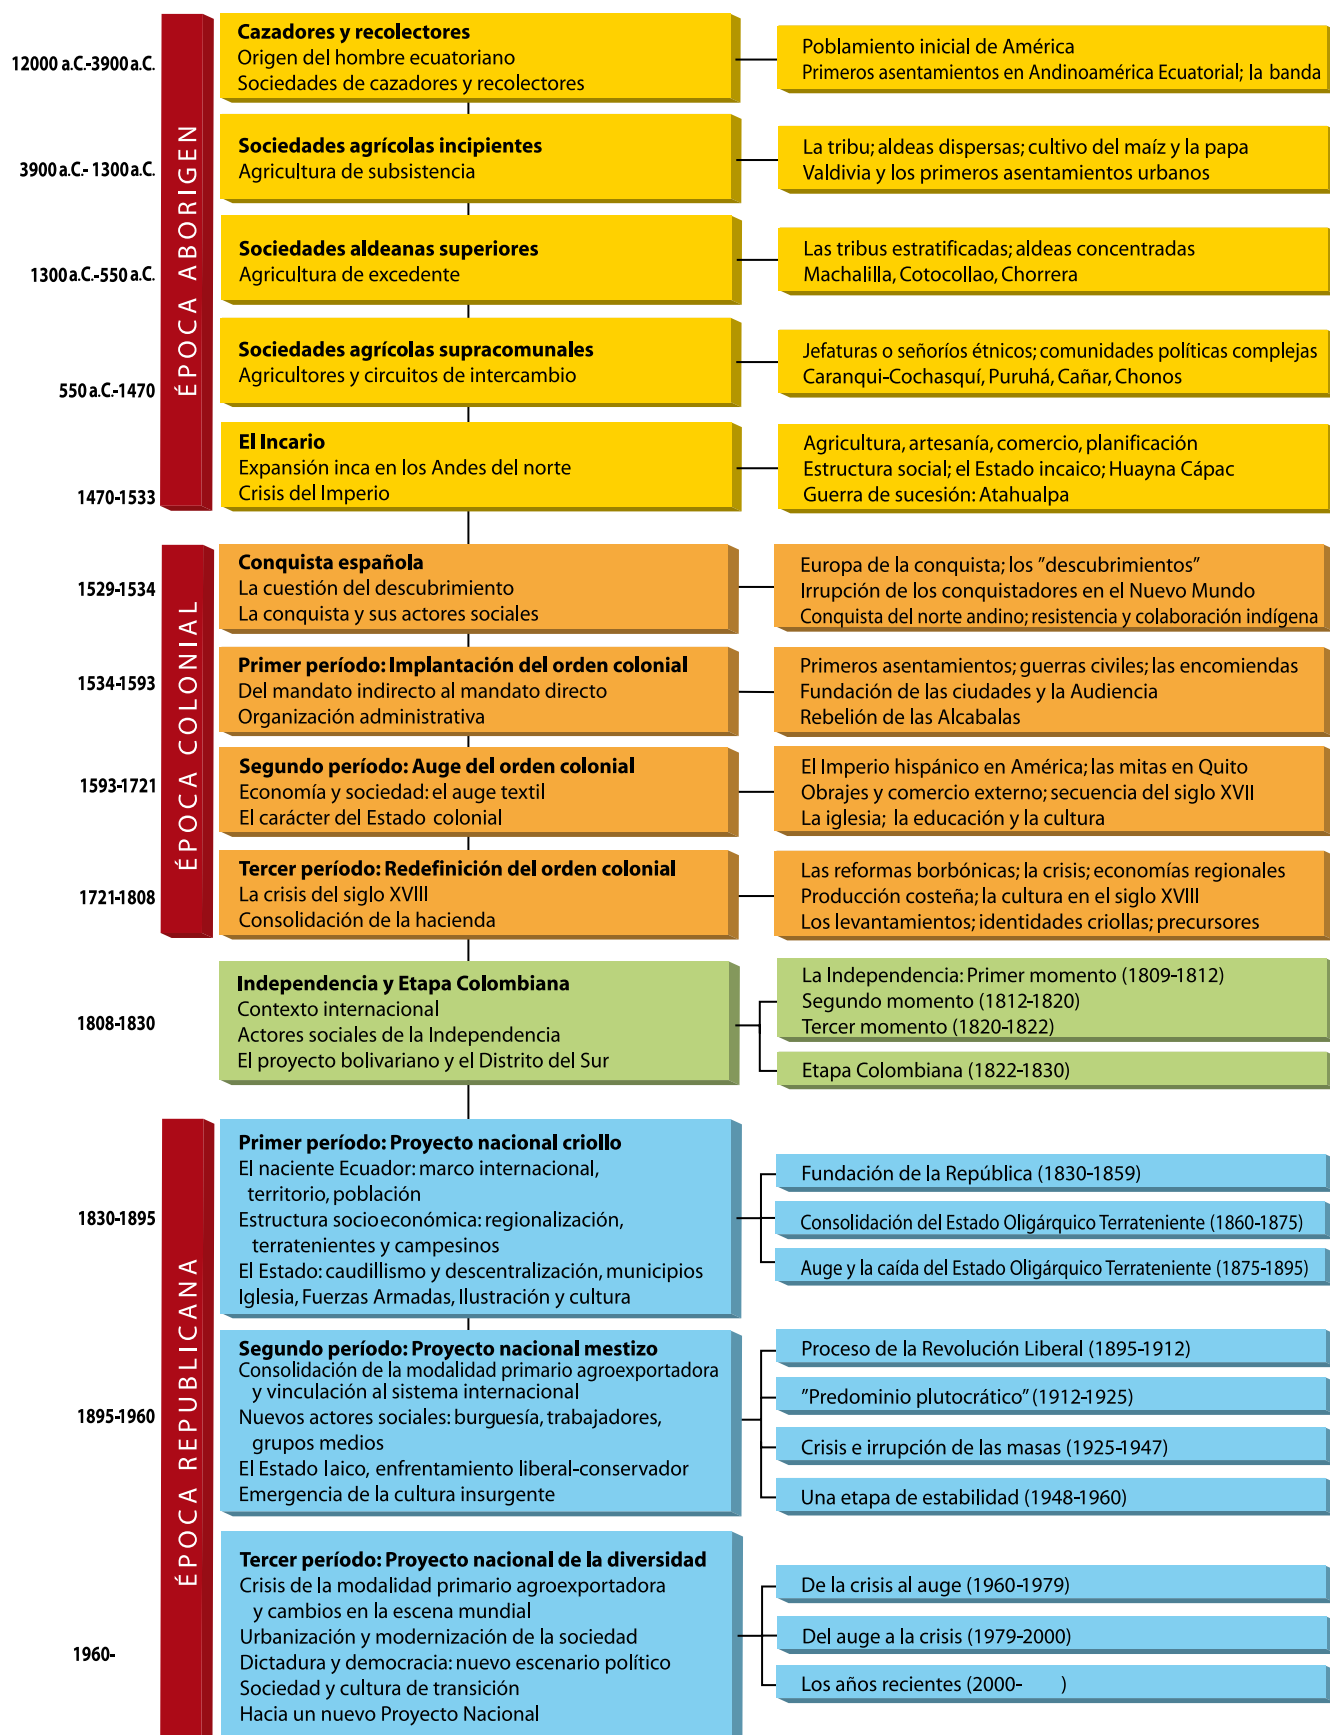 12000 a.C.-3900 a.C.
Cazadores y recolectores
Origen del hombre ecuatoriano
Sociedades de cazadores y recolectores
Poblamiento inicial de América
Primeros asentamientos en Andinoamérica Ecuatorial; la banda
ÉPOCA ABORIGEN
3900 a.C.- 1300 a.C.
Sociedades agrícolas incipientes
Agricultura de subsistencia
La tribu; aldeas dispersas; cultivo del maíz y la papa
Valdivia y los primeros asentamientos urbanos
1300 a.C.-550 a.C.
Sociedades aldeanas superiores
Agricultura de excedente
Las tribus estratificadas; aldeas concentradas
Machalilla, Cotocollao, Chorrera
550 a.C.-1470
Sociedades agrícolas supracomunales
Agricultores y circuitos de intercambio
Jefaturas o señoríos étnicos; comunidades políticas complejas
Caranqui-Cochasquí, Puruhá, Cañar, Chonos
1470-1533
El Incario
Expansión inca en los Andes del norte
Crisis del Imperio
Agricultura, artesanía, comercio, planificación
Estructura social; el Estado incaico; Huayna Cápac
Guerra de sucesión: Atahualpa
ÉPOCA COLONIAL
1529-1534
Conquista española
La cuestión del descubrimiento
La conquista y sus actores sociales
Europa de la conquista; los "descubrimientos"
Irrupción de los conquistadores en el Nuevo Mundo
Conquista del norte andino; resistencia y colaboración indígena
1534-1593
Primer período: Implantación del orden colonial
Del mandato indirecto al mandato directo
Organización administrativa
Primeros asentamientos; guerras civiles; las encomiendas
Fundación de las ciudades y la Audiencia
Rebelión de las Alcabalas
1593-1721
Segundo período: Auge del orden colonial
Economía y sociedad: el auge textil
El carácter del Estado colonial
El Imperio hispánico en América; las mitas en Quito
Obrajes y comercio externo; secuencia del siglo XVII
La iglesia; la educación y la cultura
1721-1808
Tercer período: Redefinición del orden colonial
La crisis del siglo XVIII
Consolidación de la hacienda
Las reformas borbónicas; la crisis; economías regionales
Producción costeña; la cultura en el siglo XVIII
Los levantamientos; identidades criollas; precursores
1808-1830
Independencia y Etapa Colombiana
Contexto internacional
Actores sociales de la Independencia
El proyecto bolivariano y el Distrito del Sur
La Independencia: Primer momento (1809-1812)
Segundo momento (1812-1820)
Tercer momento (1820-1822)
Etapa Colombiana (1822-1830)
ÉPOCA REPUBLICANA
1830-1895
Primer período: Proyecto nacional criollo
El naciente Ecuador: marco internacional,
territorio, población
Estructura socioeconómica: regionalización,
terratenientes y campesinos
El Estado: caudillismo y descentralización, municipios
Iglesia, Fuerzas Armadas, Ilustración y cultura
Fundación de la República (1830-1859)
Consolidación del Estado Oligárquico Terrateniente (1860-1875)
Auge y la caída del Estado Oligárquico Terrateniente (1875-1895)
1895-1960
Segundo período: Proyecto nacional mestizo
Consolidación de la modalidad primario agroexportadora
y vinculación al sistema internacional
Nuevos actores sociales: burguesía, trabajadores,
grupos medios
El Estado laico, enfrentamiento liberal-conservador
Emergencia de la cultura insurgente
Proceso de la Revolución Liberal (1895-1912)
"Predominio plutocrático" (1912-1925)
Crisis e irrupción de las masas (1925-1947)
Una etapa de estabilidad (1948-1960)
1960-
Tercer período: Proyecto nacional de la diversidad
Crisis de la modalidad primario agroexportadora
y cambios en la escena mundial
Urbanización y modernización de la sociedad
Dictadura y democracia: nuevo escenario político
Sociedad y cultura de transición
Hacia un nuevo Proyecto Nacional
De la crisis al auge (1960-1979)
Del auge a la crisis (1979-2000)
Los años recientes (2000- )